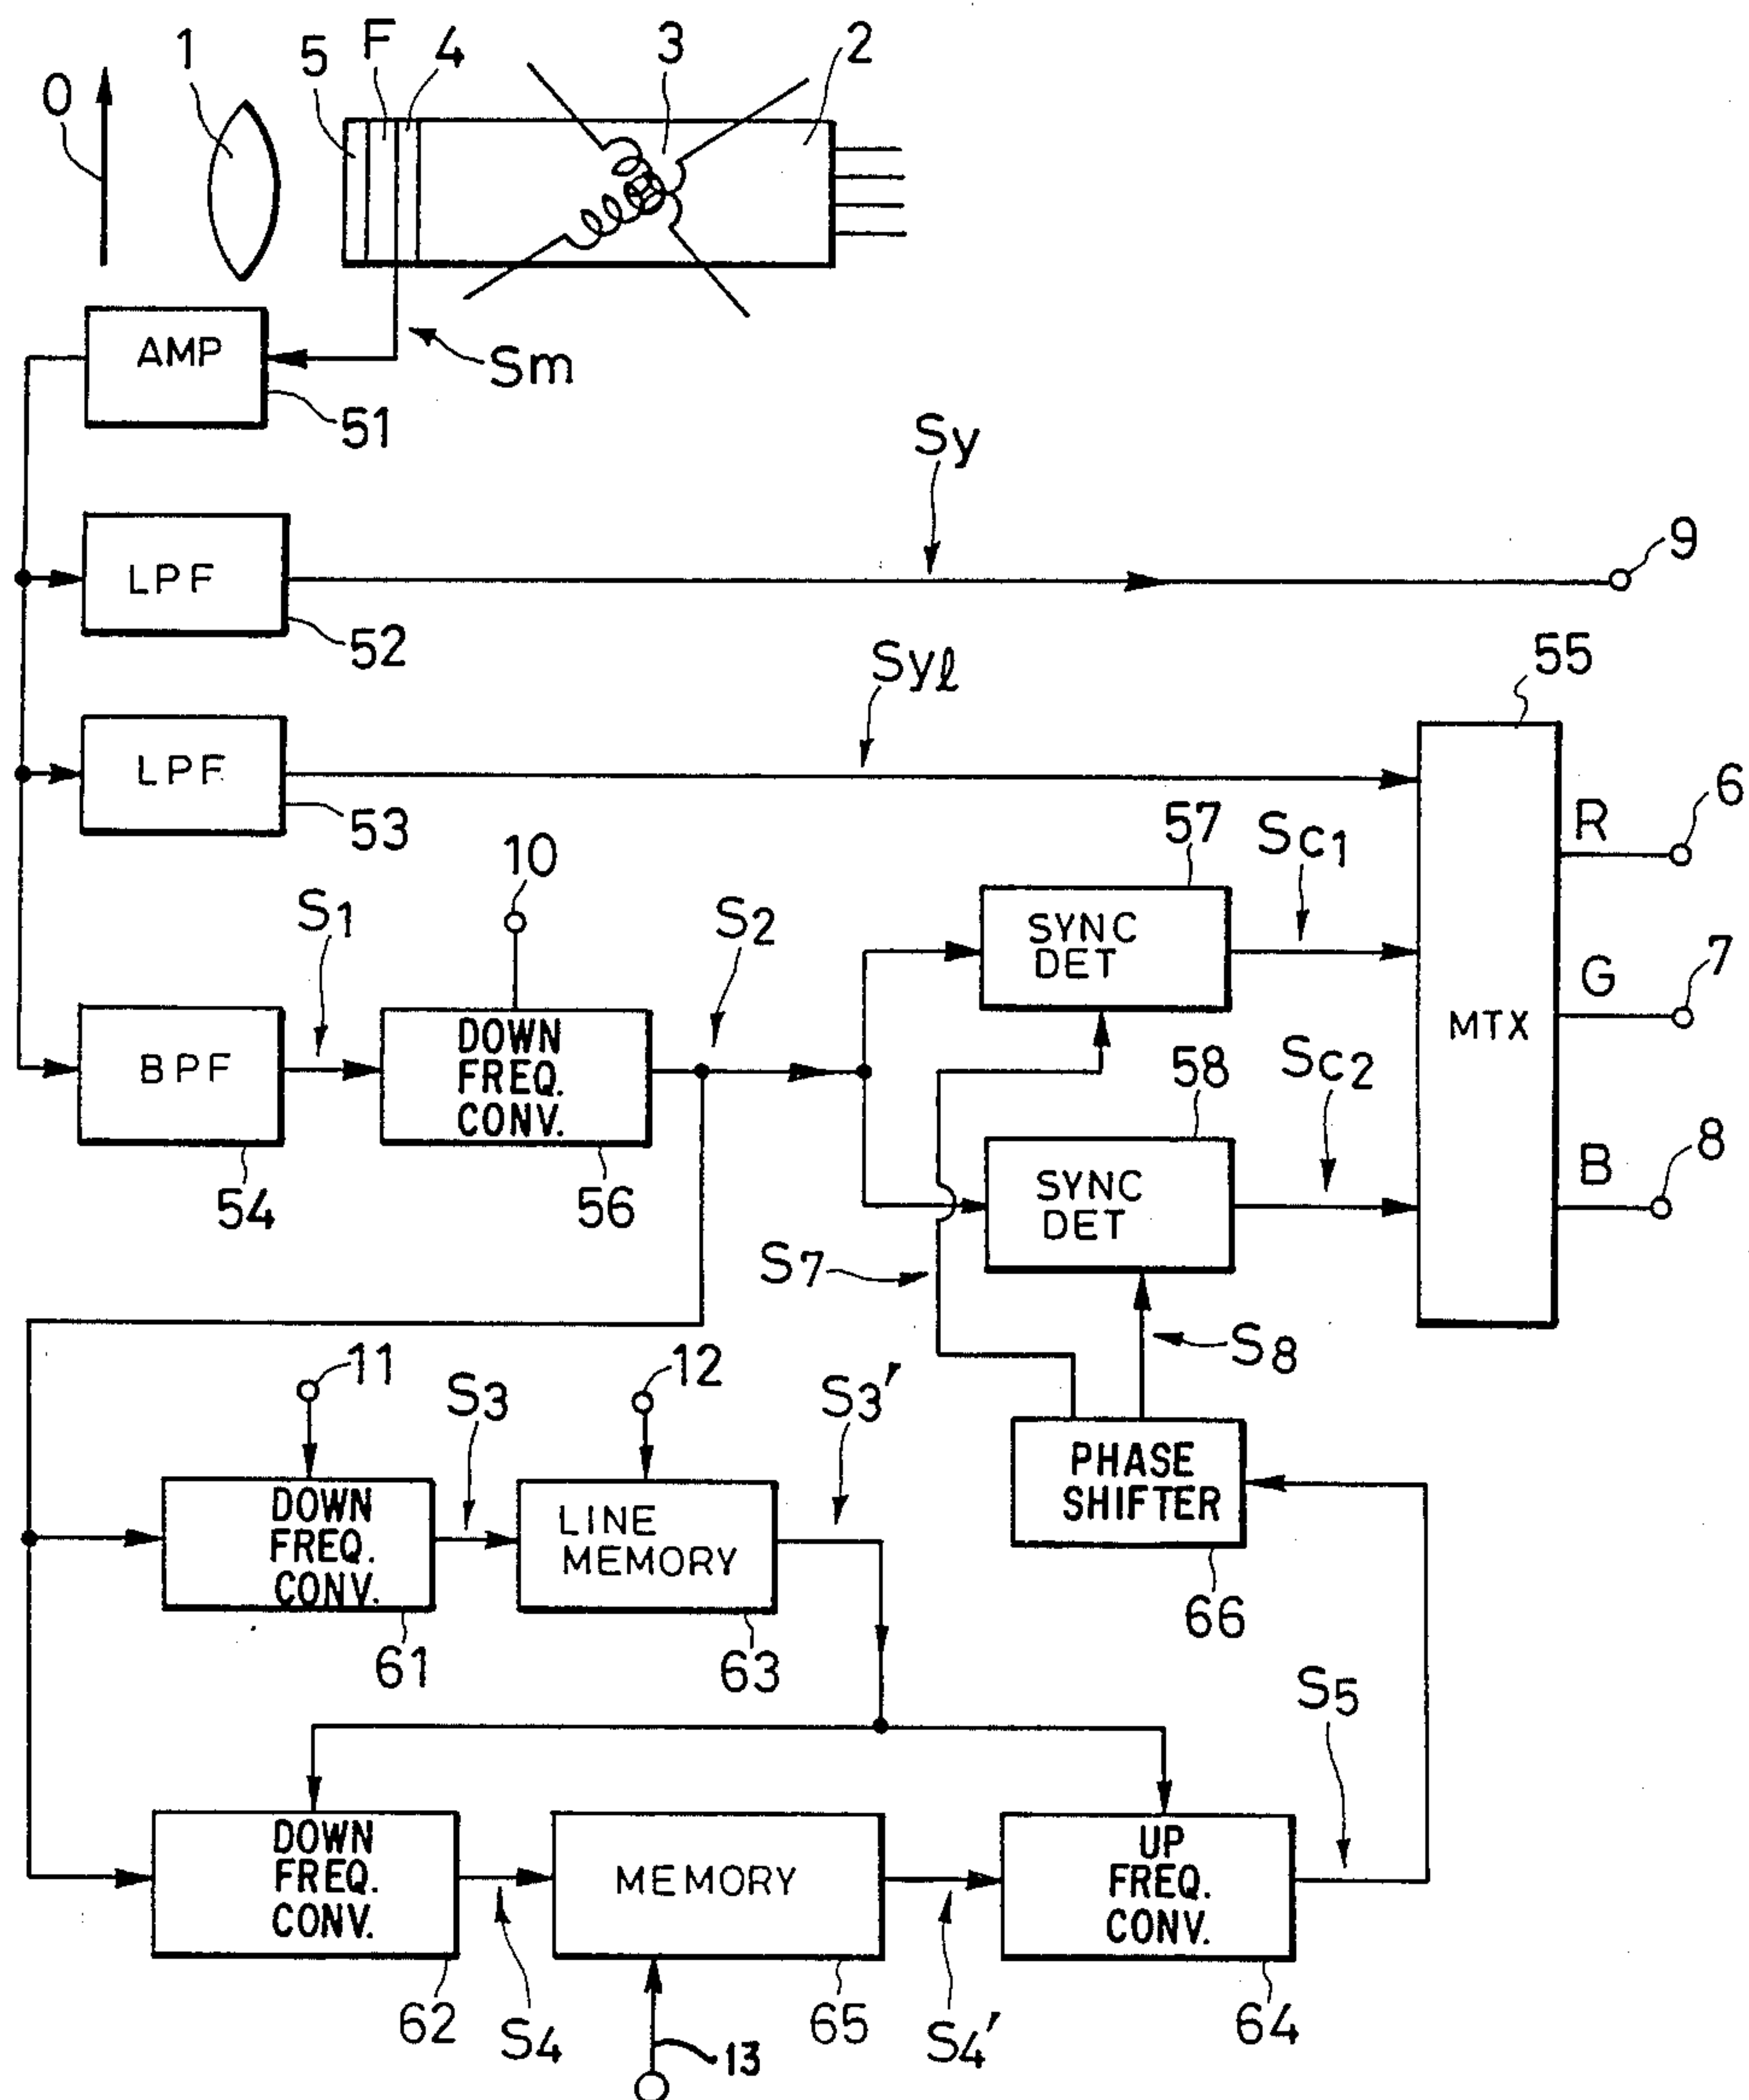 O
1
5
F
4
3
2
AMP
51
Sm
Sy
9
LPF
52
Syℓ
55
LPF
53
10
57
Sc1
R
6
S1
S2
SYNC
DET
G
7
BPF
54
DOWN
FREQ.
CONV.
56
MTX
58
Sc2
SYNC
DET
B
8
S7
S8
11
S3
12
S3'
PHASE
SHIFTER
66
DOWN
FREQ.
CONV.
61
LINE
MEMORY
63
S5
DOWN
FREQ.
CONV.
62
S4
MEMORY
65
S4'
UP
FREQ.
CONV.
64
13